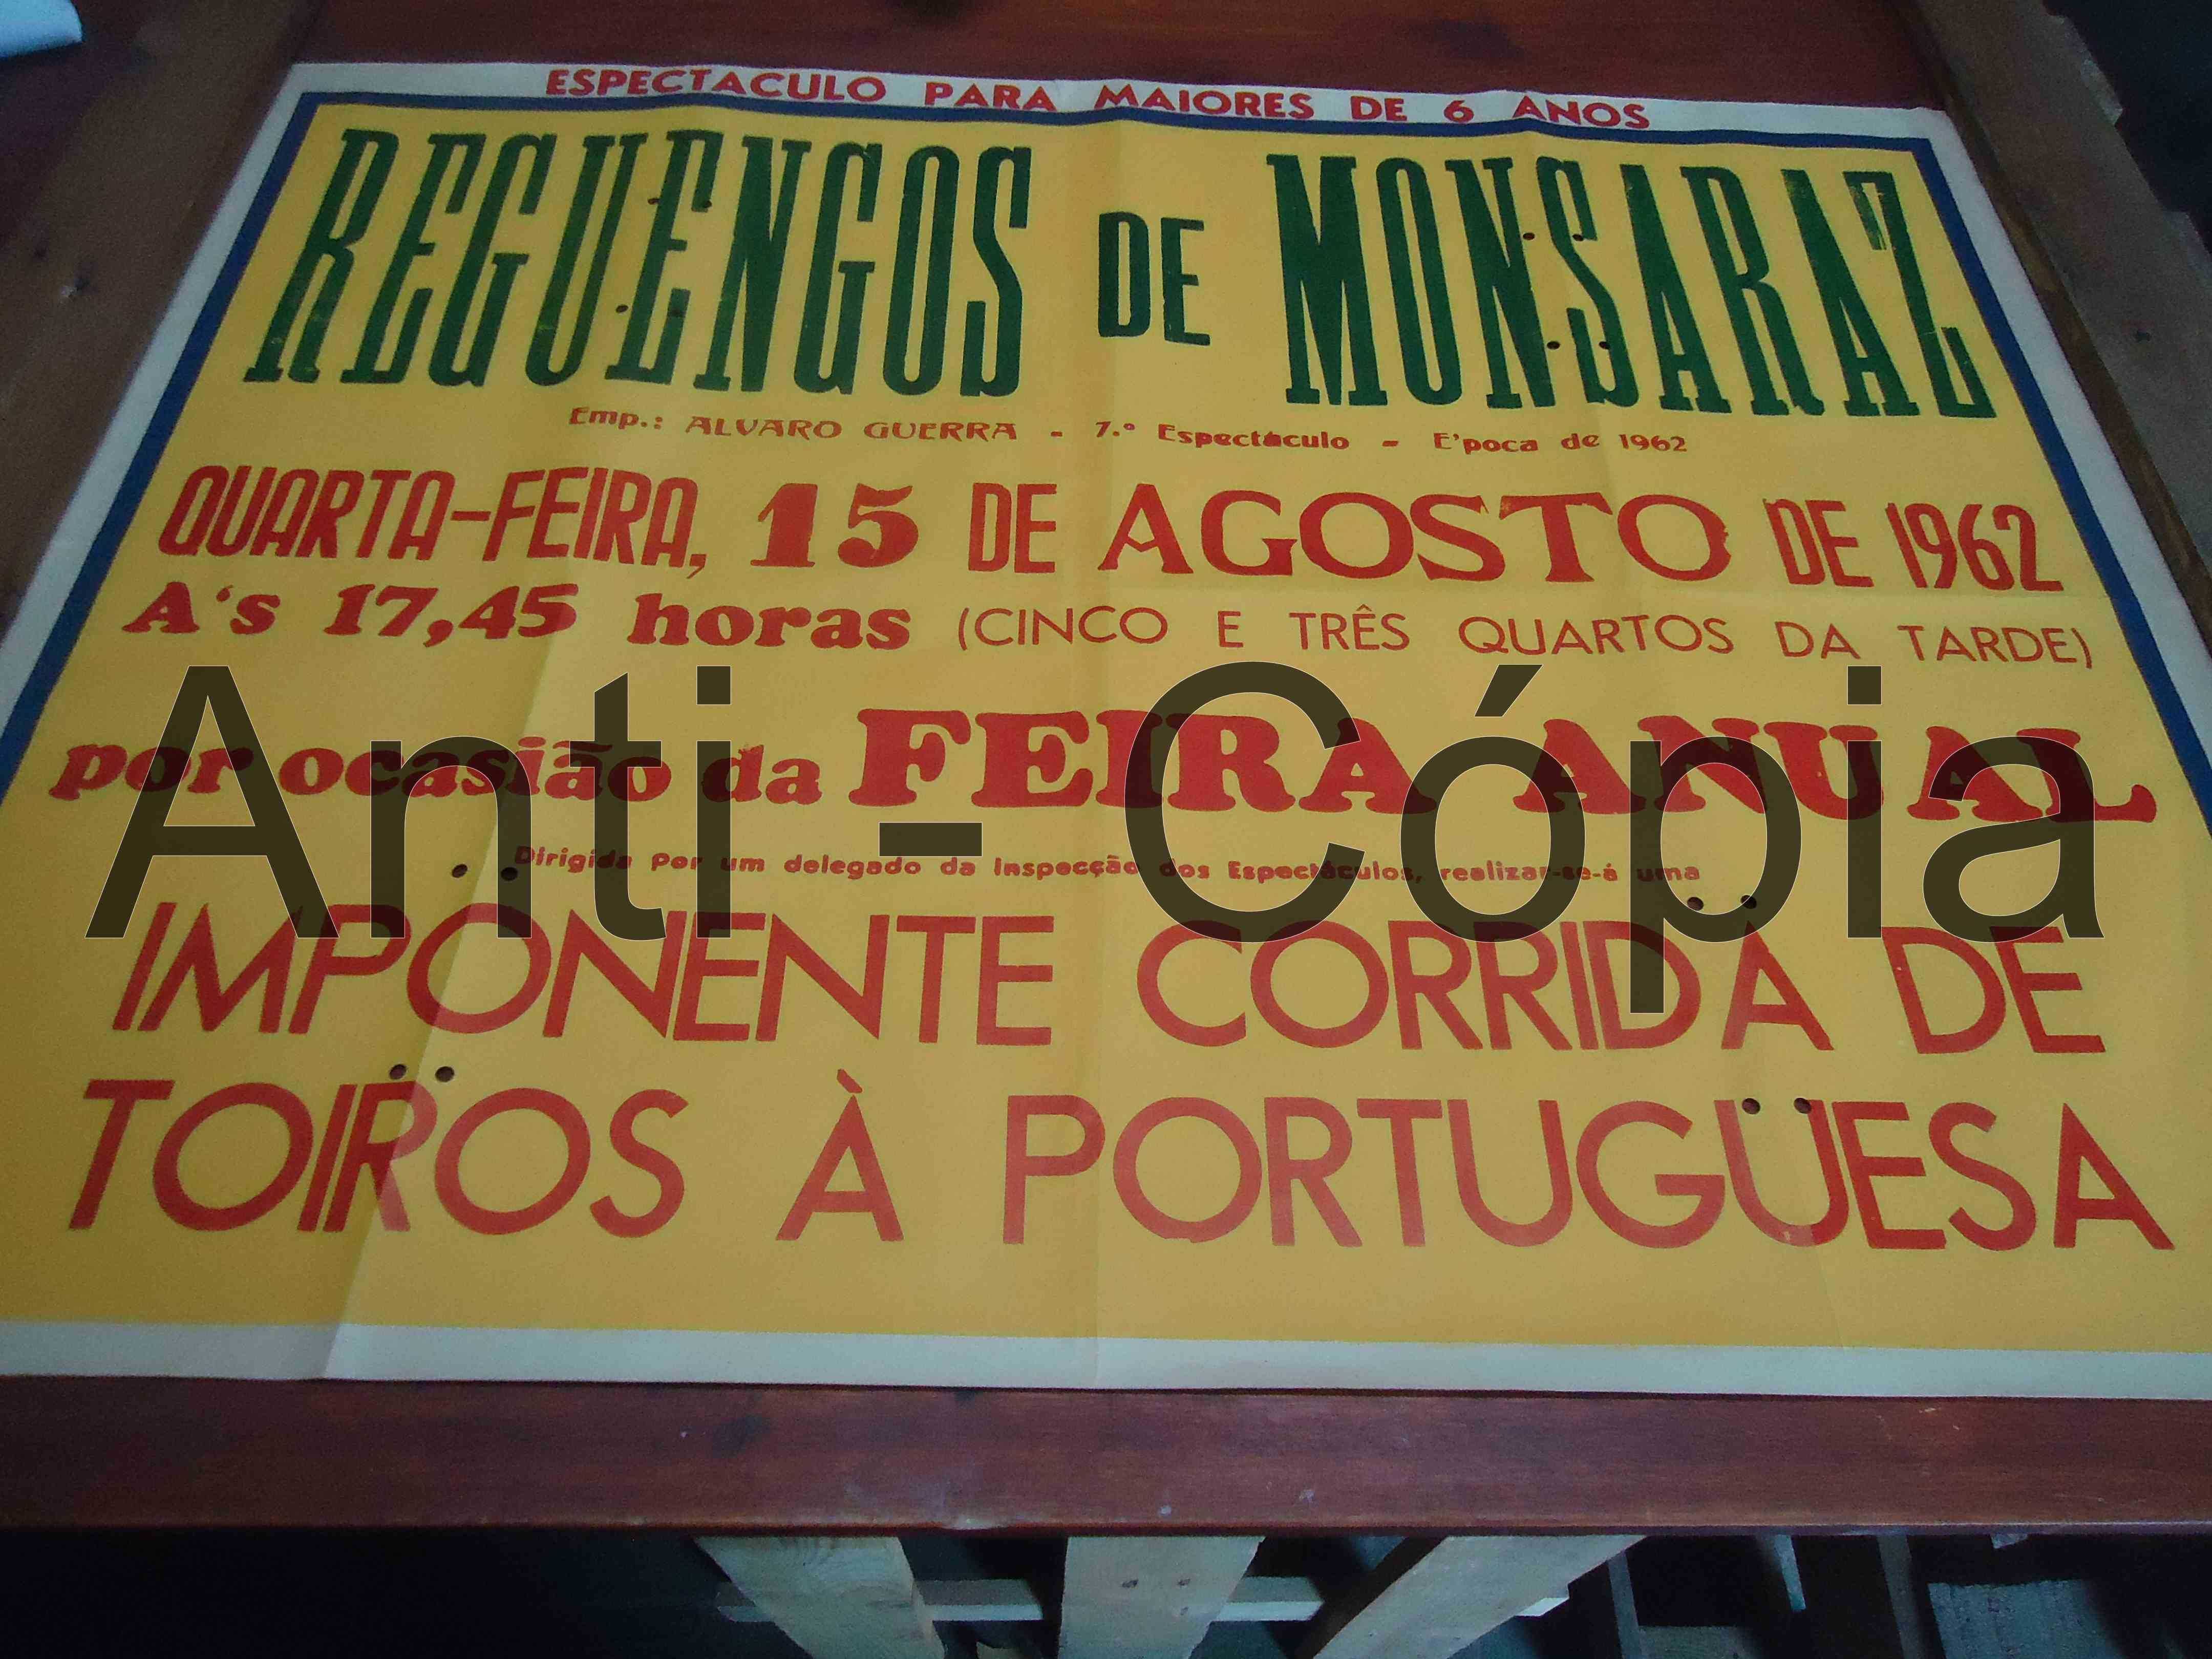 ESPECTACULO PARA MAIORES DE 6 ANOS
REGUENGOS DE MONSARAZ
Emp.: ALVARO GUERRA - 7.º Espectáculo - E'poca de 1962
QUARTA-FEIRA, 15 DE AGOSTO DE 1962
A's 17,45 horas (CINCO E TRÊS QUARTOS DA TARDE)
por ocasião da FEIRA ANUAL
Anti - Cópia
Dirigida por um delegado da Inspecção dos Espectáculos, realizar-se-á uma
IMPONENTE CORRIDA DE
TOIROS À PORTUGUESA